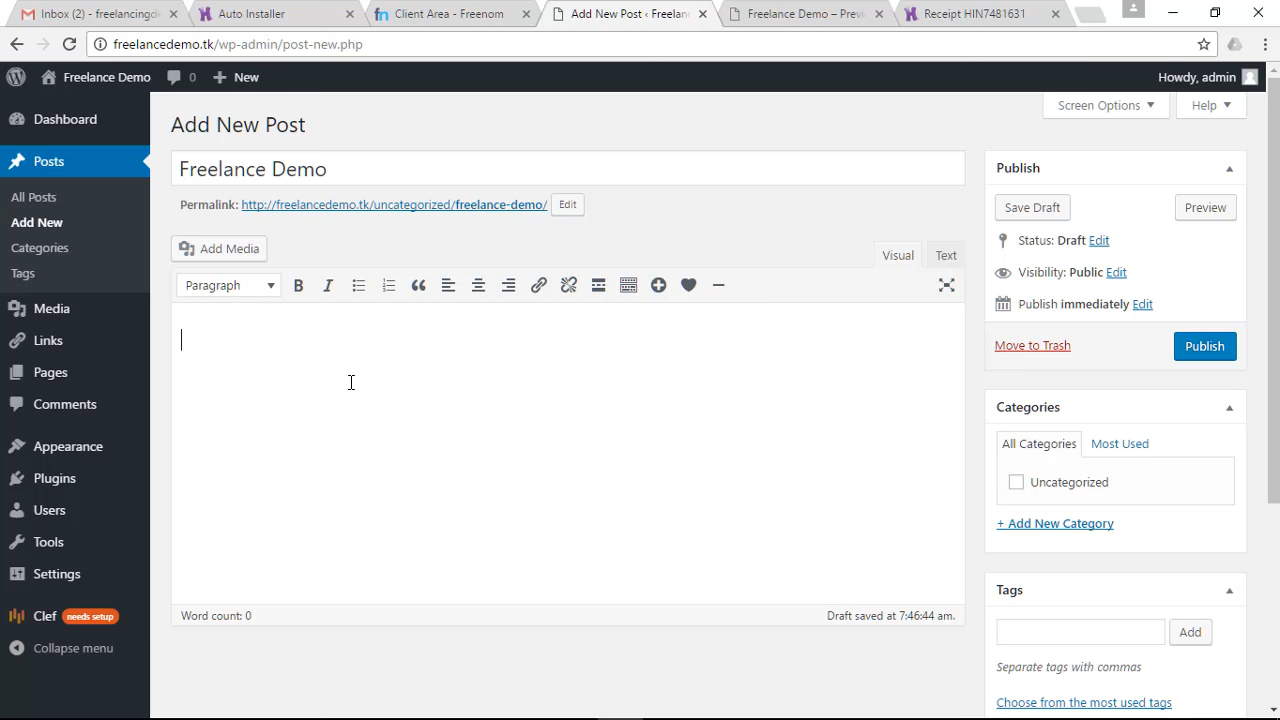 Inbox (2) - freelancingde
Auto Installer
Client Area - Freenom
Add New Post ‹ Freelanc
Freelance Demo – Previ
Receipt HIN7481631
freelancedemo.tk/wp-admin/post-new.php
Freelance Demo
0
New
Howdy, admin
Screen Options
Help
Dashboard
Posts
All Posts
Add New
Categories
Tags
Media
Links
Pages
Comments
Appearance
Plugins
Users
Tools
Settings
Clef needs setup
Collapse menu
Add New Post
Freelance Demo
Permalink: http://freelancedemo.tk/uncategorized/freelance-demo/ Edit
Add Media
Visual
Text
Paragraph
B I
Word count: 0
Draft saved at 7:46:44 am.
Publish
Save Draft
Preview
Status: Draft Edit
Visibility: Public Edit
Publish immediately Edit
Move to Trash
Publish
Categories
All Categories
Most Used
Uncategorized
+ Add New Category
Tags
Add
Separate tags with commas
Choose from the most used tags